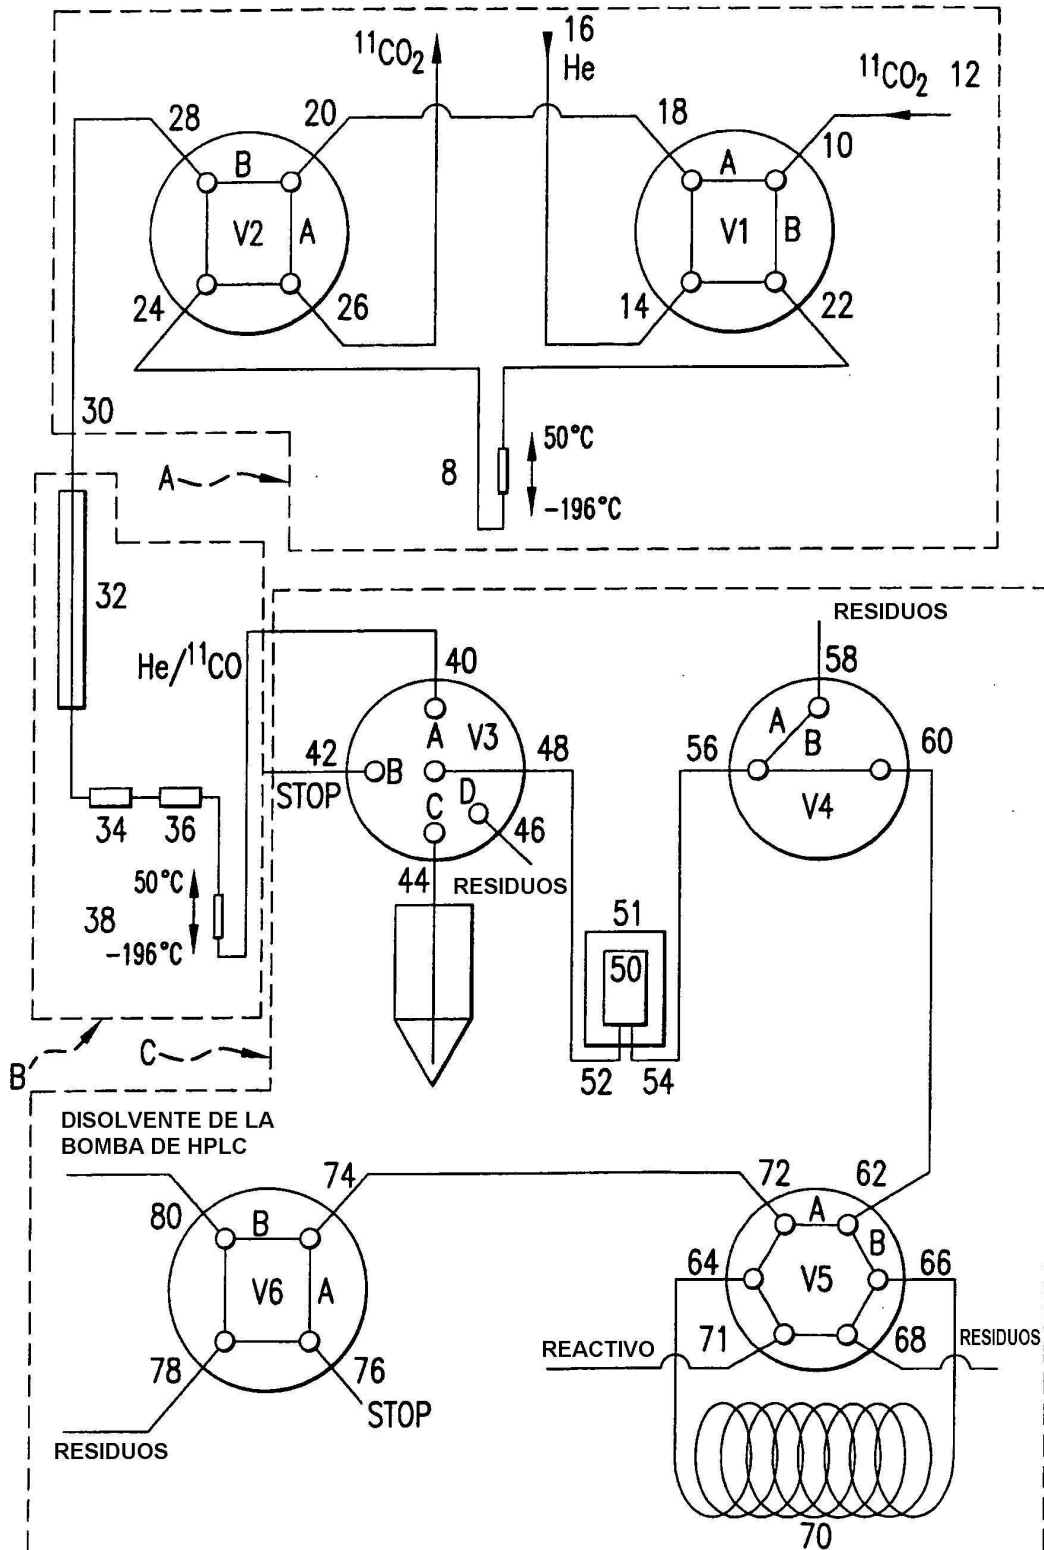 11CO2
16
He
11CO2 12
28
20
18
10
B
V2
A
A
V1
B
24
26
14
22
30
A
8
50°C
-196°C
32
He/11CO
RESIDUOS
40
58
42
STOP
A
V3
B
C
D
48
46
RESIDUOS
44
56
A
B
60
V4
34
36
50°C
38
-196°C
51
50
B
C
52
54
DISOLVENTE DE LA
BOMBA DE HPLC
74
72
62
80
B
V6
A
A
B
V5
64
66
78
76
STOP
RESIDUOS
REACTIVO
71
68
RESIDUOS
70